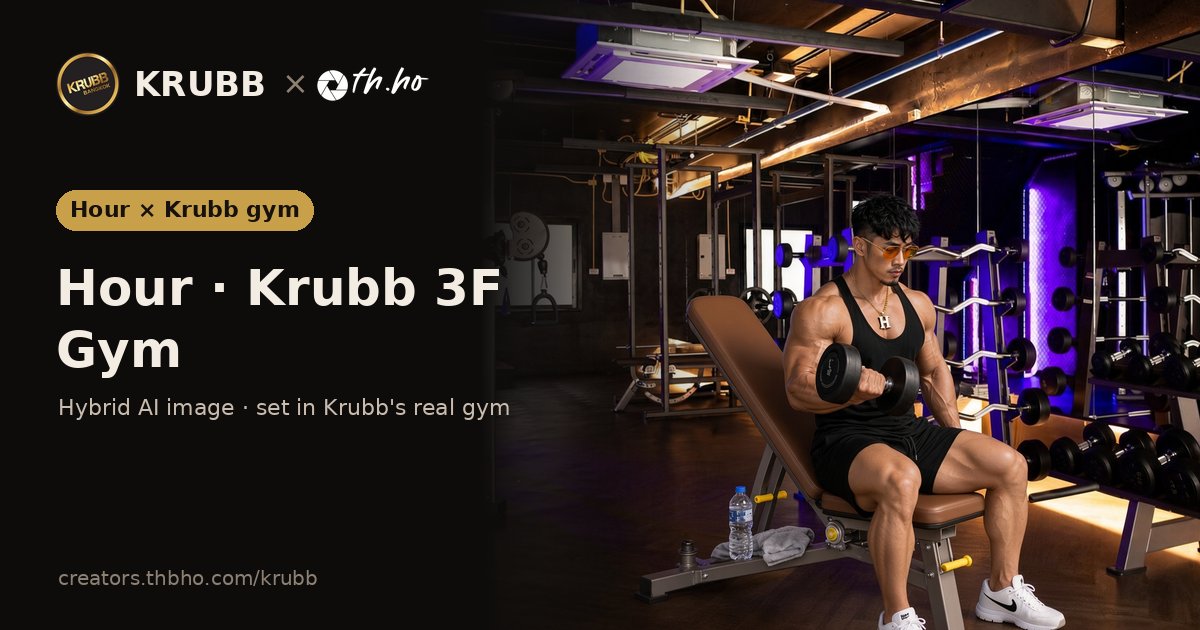 KRUBB
BANGKOK
KRUBB × th.ho
Hour × Krubb gym
Hour · Krubb 3F
Gym
Hybrid AI image · set in Krubb's real gym
creators.thbho.com/krubb
H